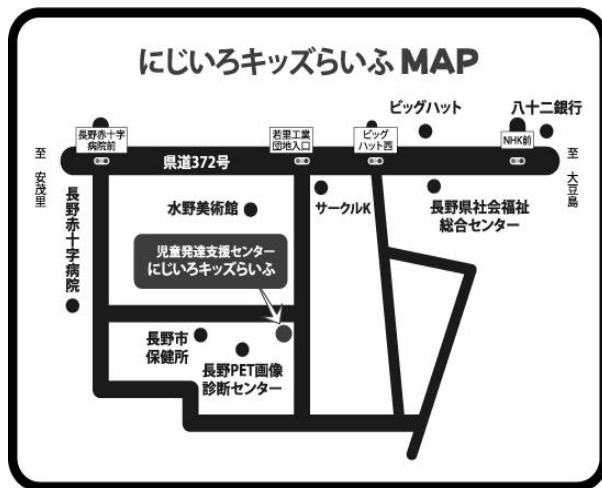 にじいろキッズらいふ MAP
ビッグハット
八十二銀行
長野赤十字
病院前
若里工業
団地入口
ビッグ
ハット西
NHK前
至 安茂里
県道372号
至 大豆島
長野赤十字病院
水野美術館
サークルK
長野県社会福祉
総合センター
児童発達支援センター
にじいろキッズらいふ
長野市
保健所
長野PET画像
診断センター